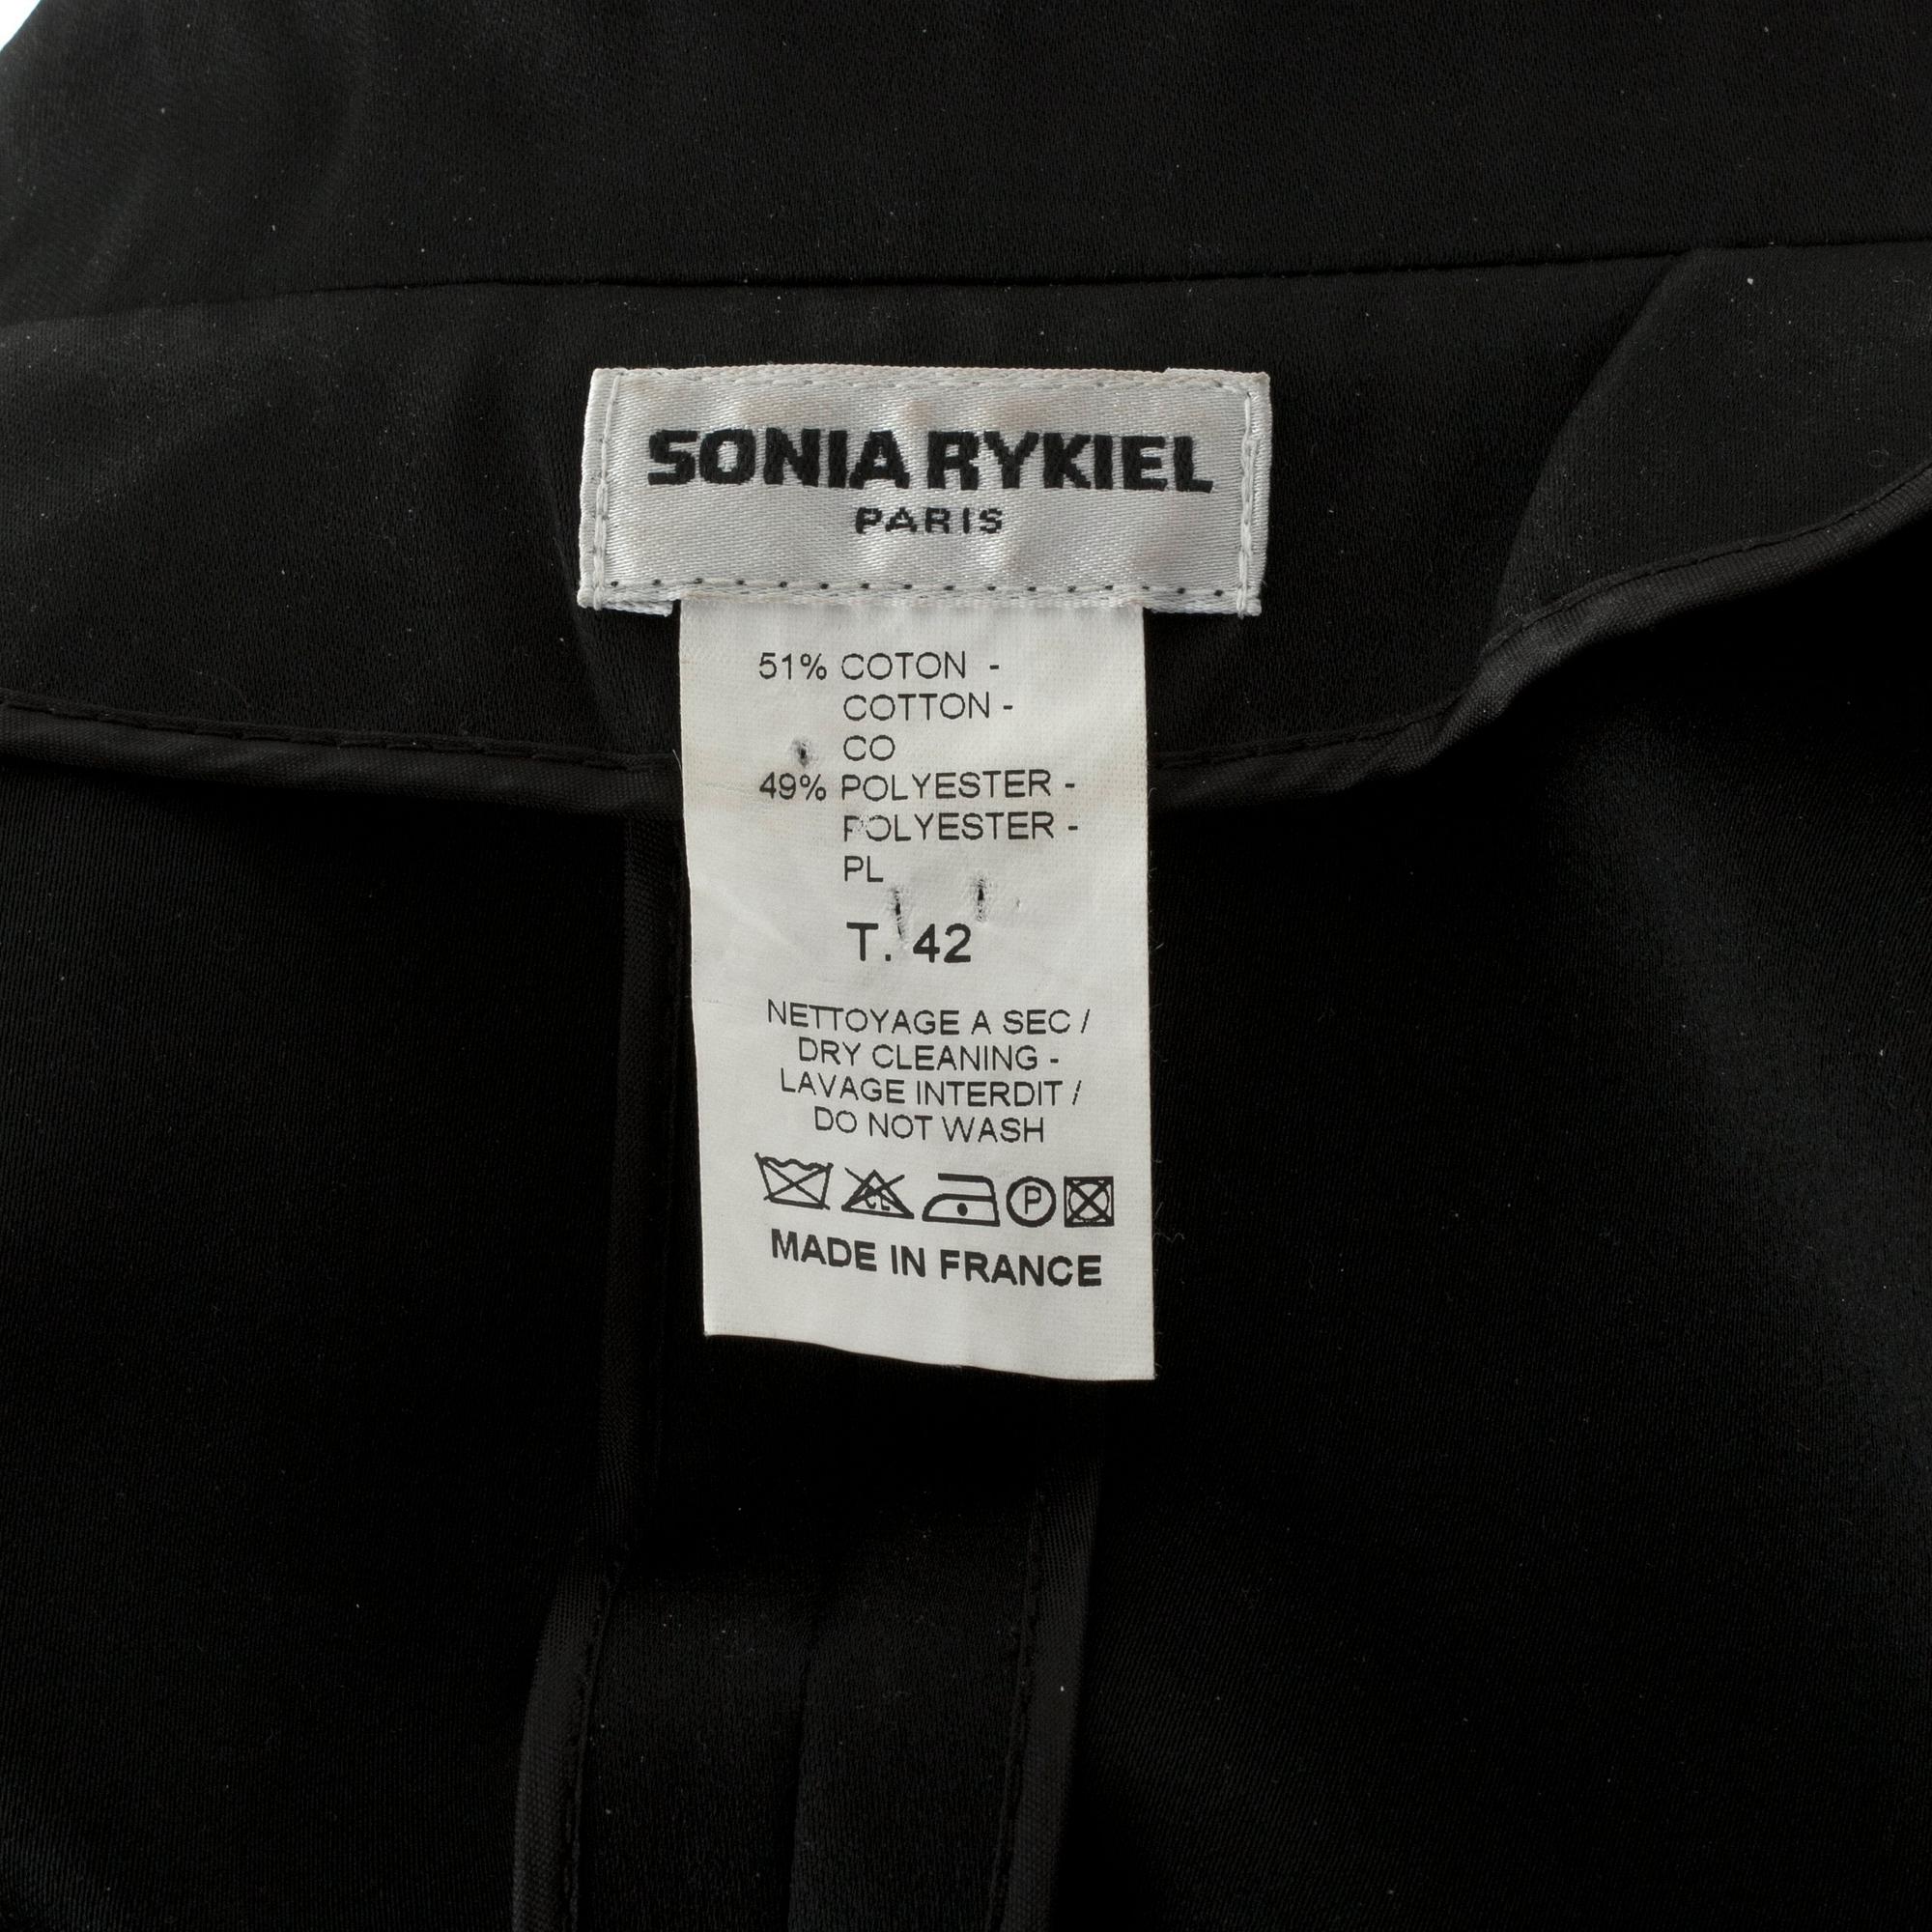 SONIA RYKIEL
PARIS
51% COTON -
COTTON -
CO
49% POLYESTER -
POLYESTER -
PL
T. 42
NETTOYAGE A SEC /
DRY CLEANING -
LAVAGE INTERDIT /
DO NOT WASH
CL P
MADE IN FRANCE